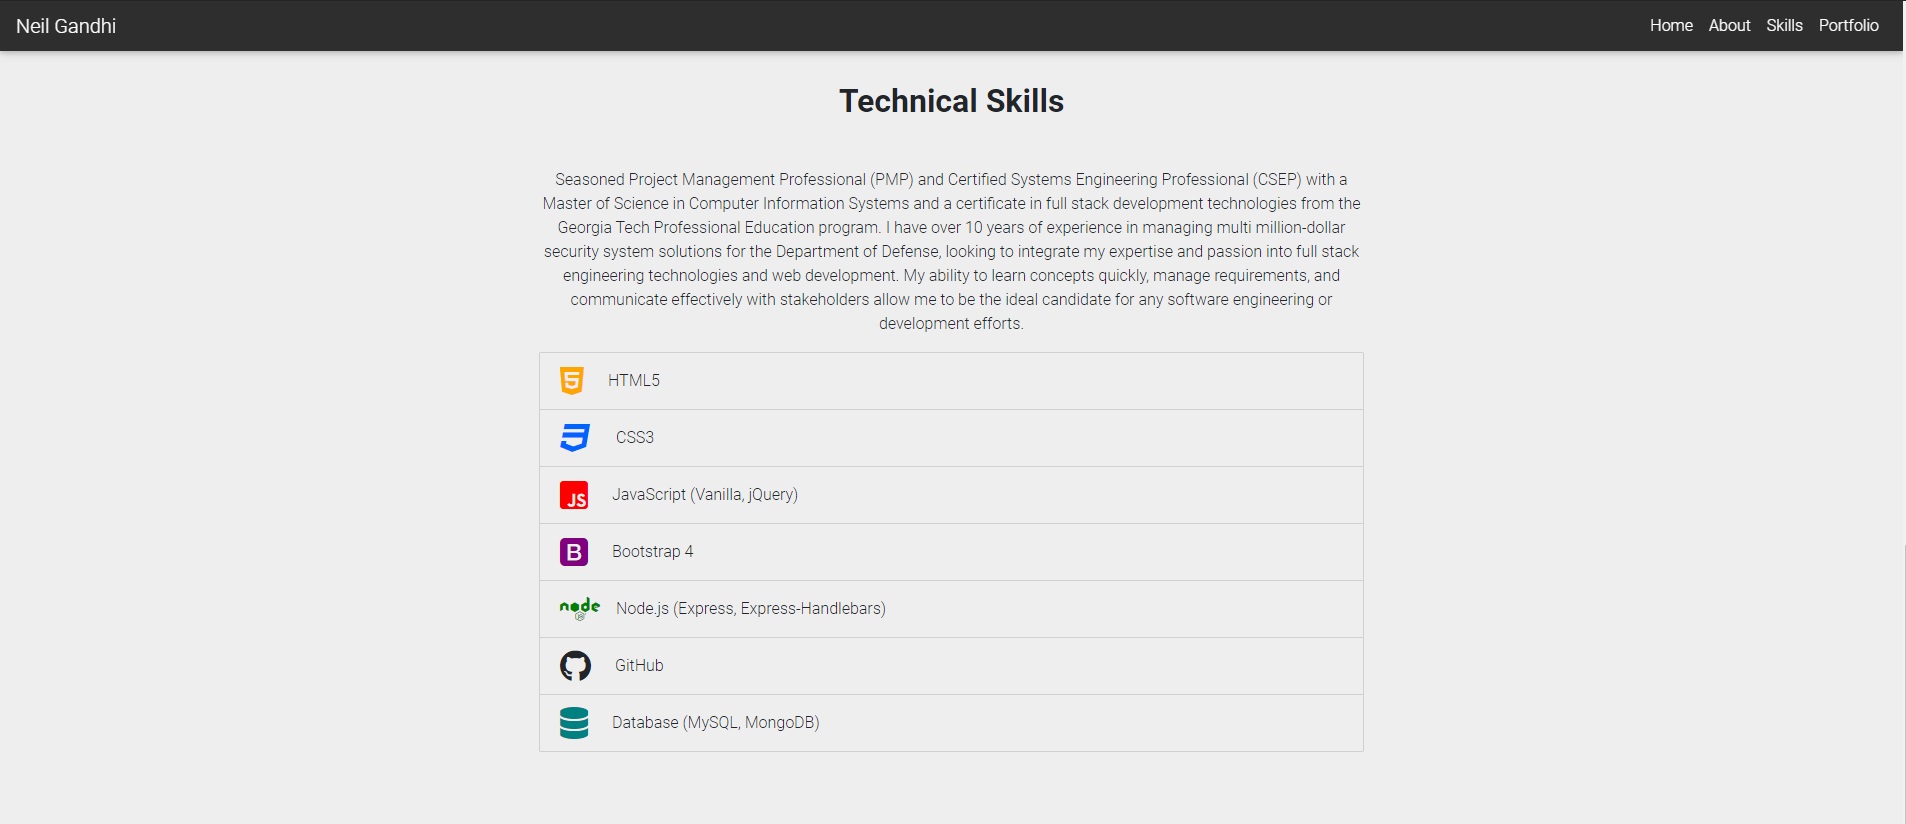 Neil Gandhi
Home About Skills Portfolio
Technical Skills
Seasoned Project Management Professional (PMP) and Certified Systems Engineering Professional (CSEP) with a
Master of Science in Computer Information Systems and a certificate in full stack development technologies from the
Georgia Tech Professional Education program. I have over 10 years of experience in managing multi million-dollar
security system solutions for the Department of Defense, looking to integrate my expertise and passion into full stack
engineering technologies and web development. My ability to learn concepts quickly, manage requirements, and
communicate effectively with stakeholders allow me to be the ideal candidate for any software engineering or
development efforts.
5 HTML5
CSS3
JS JavaScript (Vanilla, jQuery)
B Bootstrap 4
node Node.js (Express, Express-Handlebars)
GitHub
Database (MySQL, MongoDB)